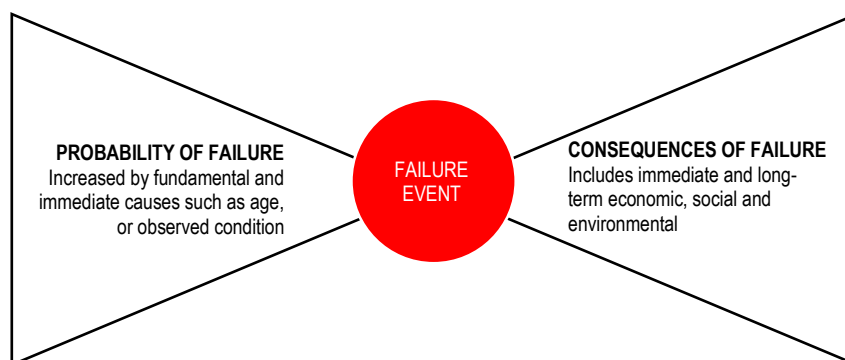 PROBABILITY OF FAILURE
Increased by fundamental and
immediate causes such as age,
or observed condition
FAILURE
EVENT
CONSEQUENCES OF FAILURE
Includes immediate and long-
term economic, social and
environmental